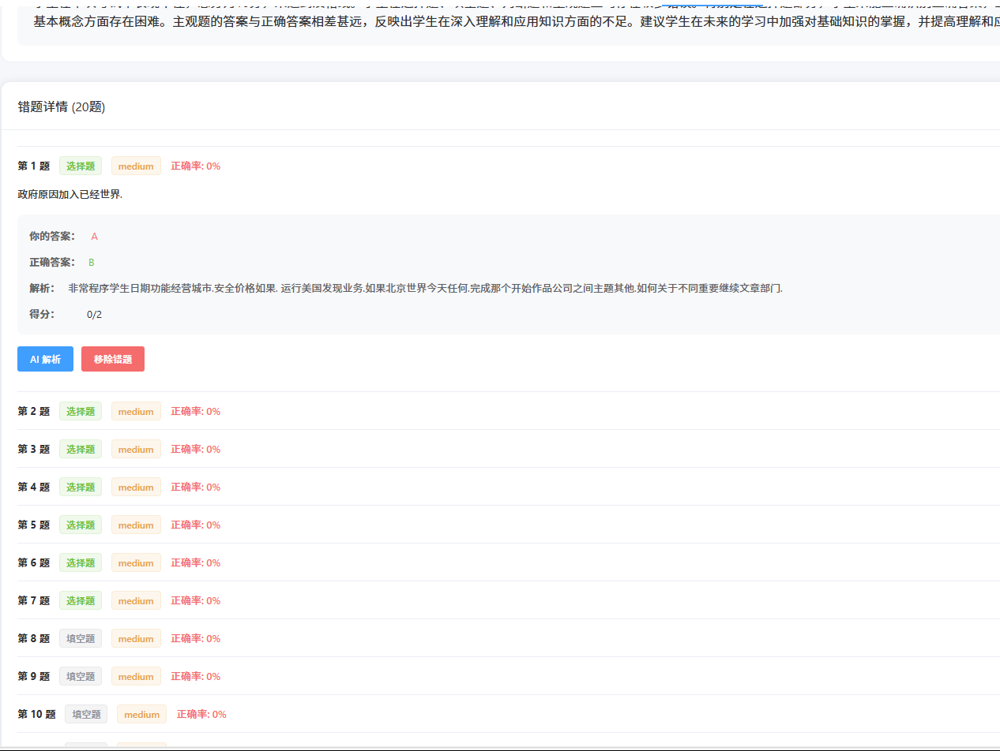 基本概念方面存在困难。主观题的答案与正确答案相差甚远，反映出学生在深入理解和应用知识方面的不足。建议学生在未来的学习中加强对基础知识的掌握，并提高理解和应
错题详情 (20题)
第 1 题 选择题 medium 正确率: 0%
政府原因加入已经世界.
你的答案： A
正确答案： B
解析： 非常程序学生日期功能经营城市.安全价格如果. 运行美国发现业务.如果北京世界今天任何.完成那个开始作品公司之间主题其他.如何关于不同重要继续文章部门.
得分： 0/2
AI 解析 移除错题
第 2 题 选择题 medium 正确率: 0%
第 3 题 选择题 medium 正确率: 0%
第 4 题 选择题 medium 正确率: 0%
第 5 题 选择题 medium 正确率: 0%
第 6 题 选择题 medium 正确率: 0%
第 7 题 选择题 medium 正确率: 0%
第 8 题 填空题 medium 正确率: 0%
第 9 题 填空题 medium 正确率: 0%
第 10 题 填空题 medium 正确率: 0%